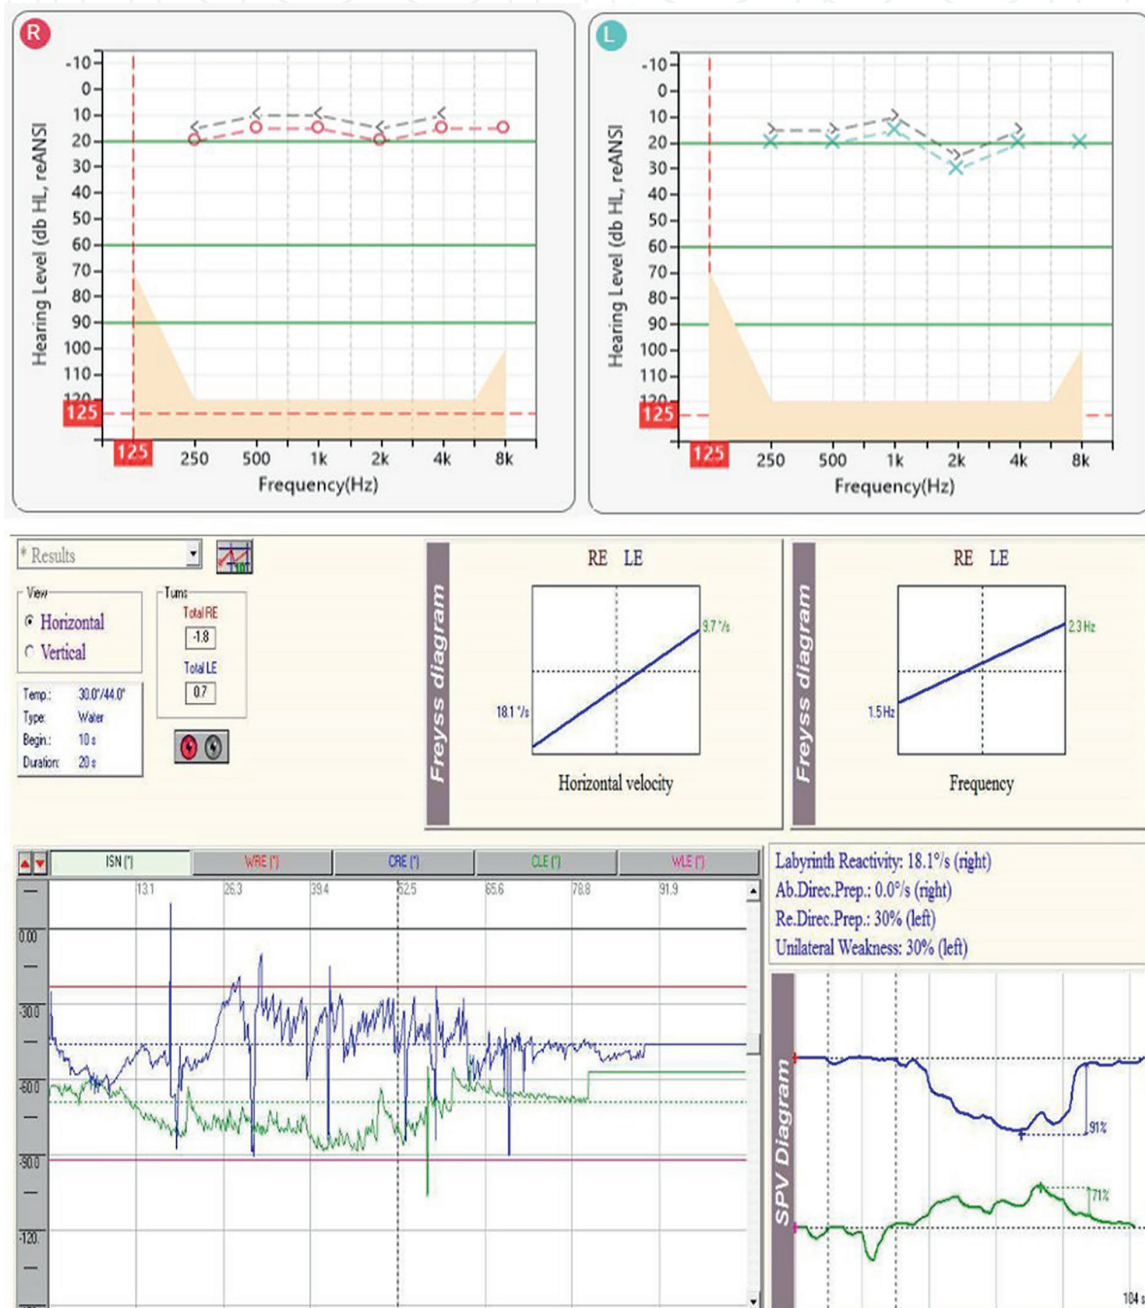 R
-10
0
10
20
30
40
50
60
70
80
90
100
110
120
125
125
250 500 1k 2k 4k 8k
Frequency(Hz)
Hearing Level (db HL, reANSI
L
-10
0
10
20
30
40
50
60
70
80
90
100
110
120
125
125
250 500 1k 2k 4k 8k
Frequency(Hz)
Hearing Level (db HL, reANSI
* Results
View
Horizontal
Vertical
Turns
Total RE
-1.8
Total LE
0.7
Temp.: 30.0°/44.0°
Type: Water
Begin.: 10 s
Duration: 20 s
Freyss diagram
RE LE
9.7 °/s
18.1 °/s
Horizontal velocity
Freyss diagram
RE LE
2.3 Hz
1.5 Hz
Frequency
ISN (°) WRE (°) CRE (°) CLE (°) WLE (°)
13.1 26.3 39.4 52.5 65.6 78.8 91.9
0.00
-30.0
-60.0
-90.0
-120.
Labyrinth Reactivity: 18.1°/s (right)
Ab.Direc.Prep.: 0.0°/s (right)
Re.Direc.Prep.: 30% (left)
Unilateral Weakness: 30% (left)
SPV Diagram
91%
71%
104 s